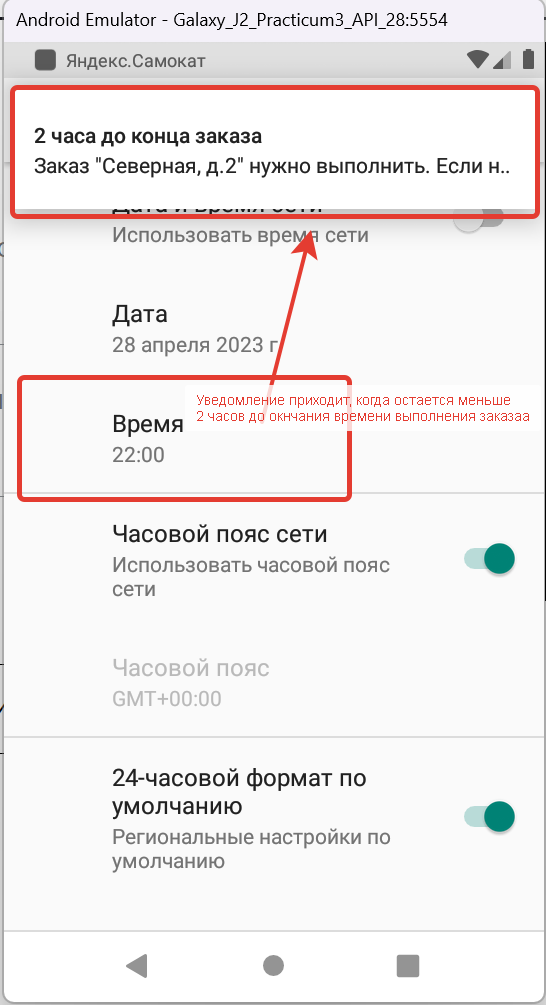 Android Emulator - Galaxy_J2_Practicum3_API_28:5554
Яндекс.Самокат
2 часа до конца заказа
Заказ "Северная, д.2" нужно выполнить. Если н..
Дата и время сети
Использовать время сети
Дата
28 апреля 2023 г
Уведомление приходит, когда остается меньше
2 часов до окнчания времени выполнения заказаа
Время
22:00
Часовой пояс сети
Использовать часовой пояс
сети
Часовой пояс
GMT+00:00
24-часовой формат по
умолчанию
Региональные настройки по
умолчанию